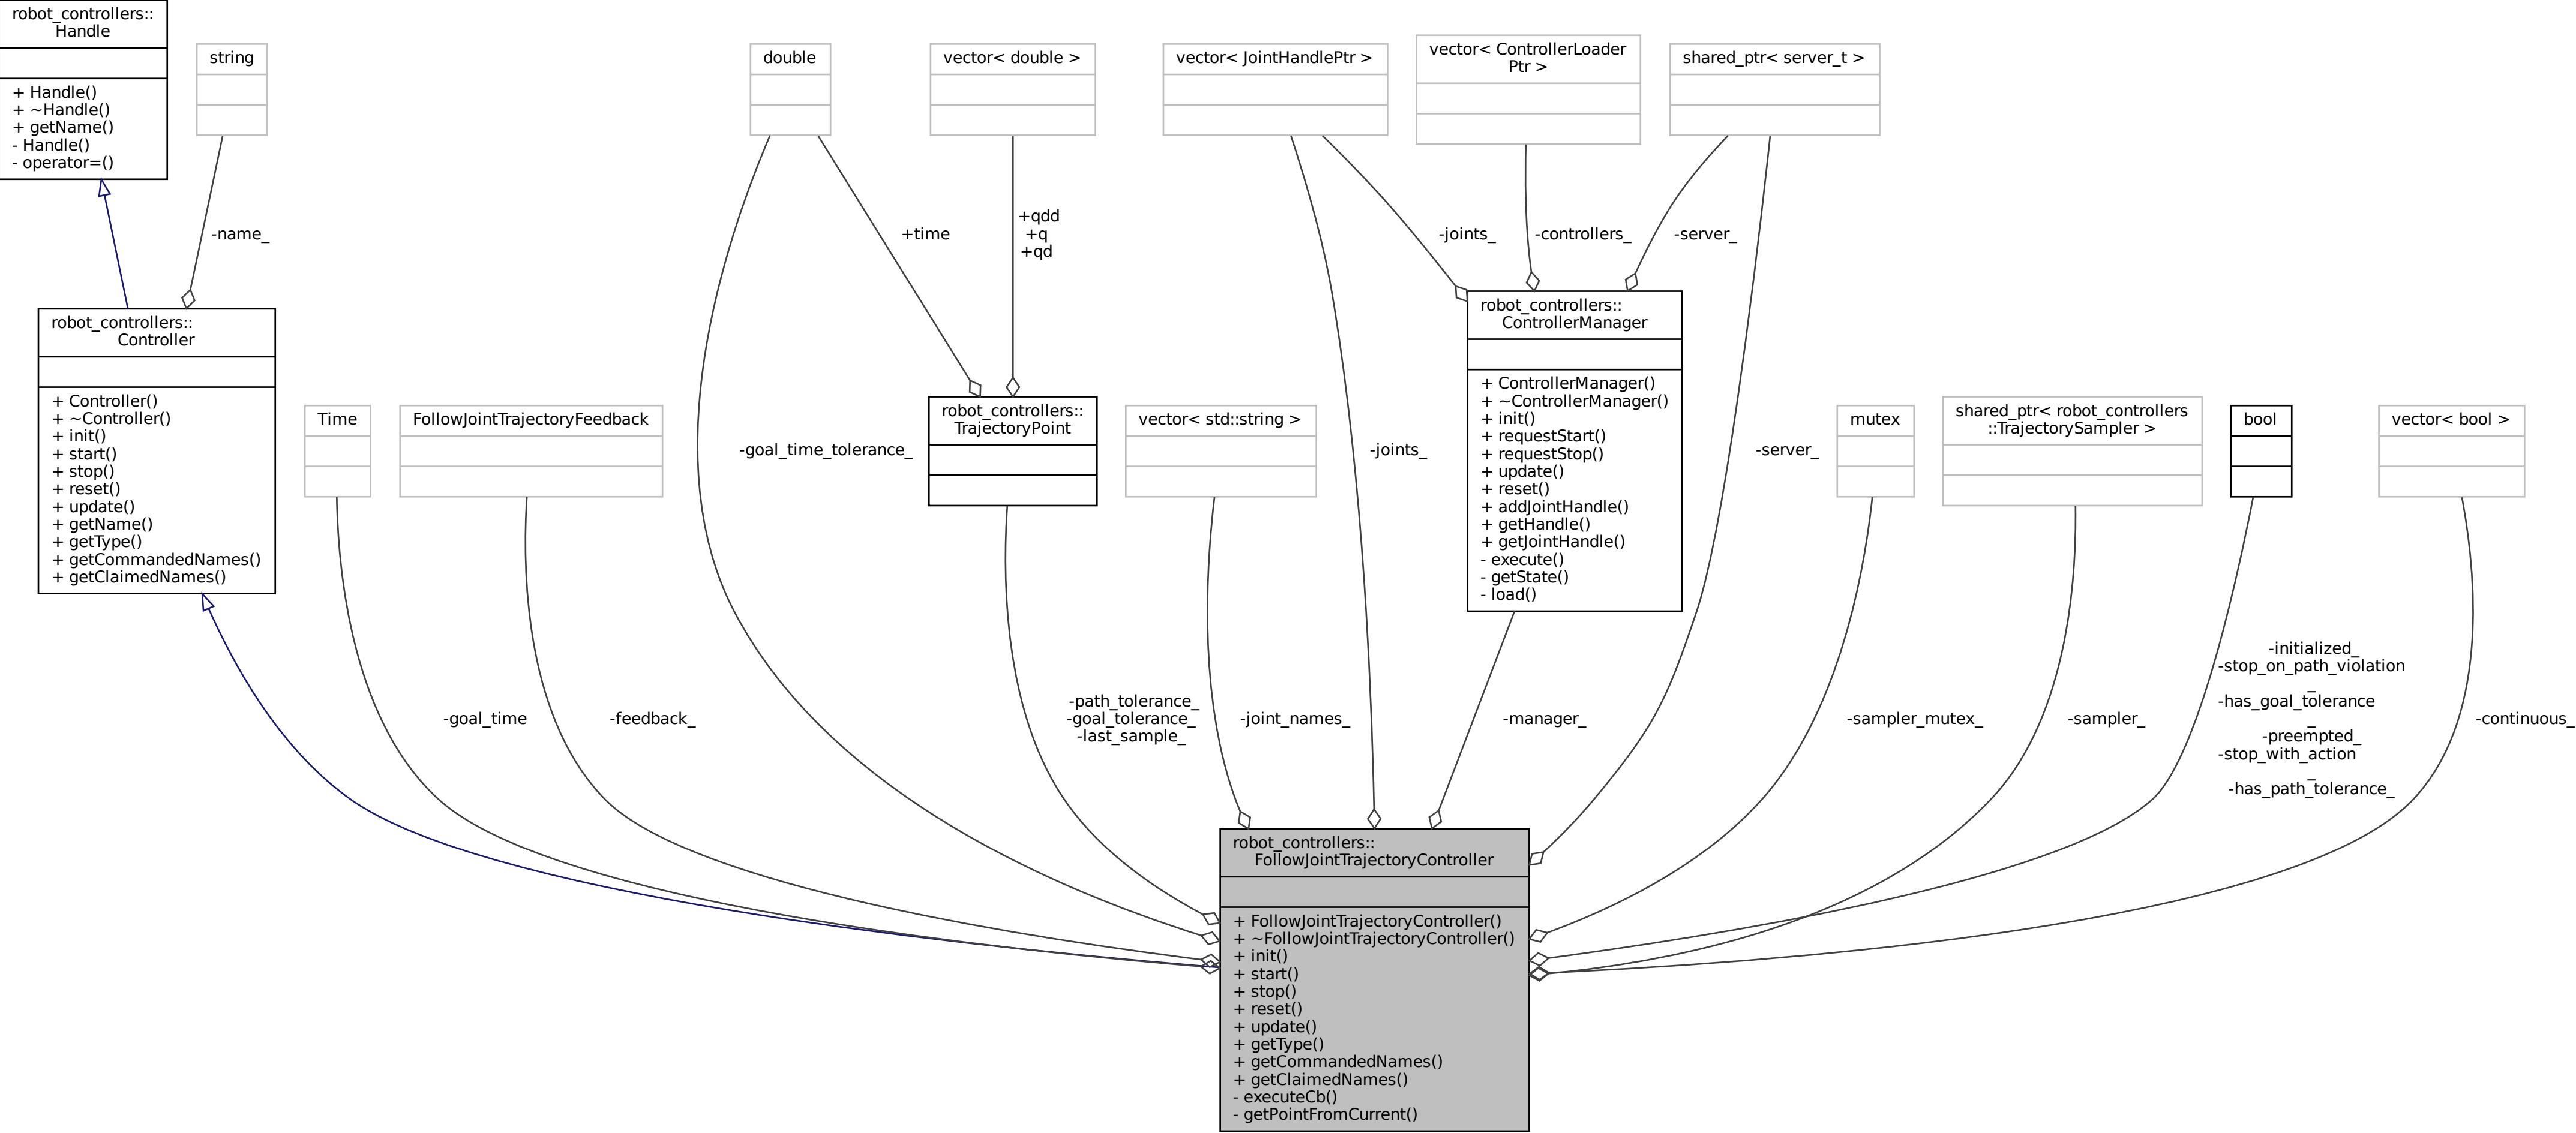 robot_controllers::
Handle
+ Handle()
+ ~Handle()
+ getName()
- Handle()
- operator=()
string
double
vector< double >
vector< JointHandlePtr >
vector< ControllerLoader
Ptr >
shared_ptr< server_t >
-name_
+time
+qdd
+q
+qd
-joints_
-controllers_
-server_
robot_controllers::
Controller
+ Controller()
+ ~Controller()
+ init()
+ start()
+ stop()
+ reset()
+ update()
+ getName()
+ getType()
+ getCommandedNames()
+ getClaimedNames()
Time
FollowJointTrajectoryFeedback
-goal_time_tolerance_
robot_controllers::
TrajectoryPoint
vector< std::string >
-joints_
robot_controllers::
ControllerManager
+ ControllerManager()
+ ~ControllerManager()
+ init()
+ requestStart()
+ requestStop()
+ update()
+ reset()
+ addJointHandle()
+ getHandle()
+ getJointHandle()
- execute()
- getState()
- load()
-server_
mutex
shared_ptr< robot_controllers
::TrajectorySampler >
bool
vector< bool >
-goal_time
-feedback_
-path_tolerance_
-goal_tolerance_
-last_sample_
-joint_names_
-manager_
-sampler_mutex_
-sampler_
-initialized_
-stop_on_path_violation
_
-has_goal_tolerance
_
-preempted_
-stop_with_action
_
-has_path_tolerance_
-continuous_
robot_controllers::
FollowJointTrajectoryController
+ FollowJointTrajectoryController()
+ ~FollowJointTrajectoryController()
+ init()
+ start()
+ stop()
+ reset()
+ update()
+ getType()
+ getCommandedNames()
+ getClaimedNames()
- executeCb()
- getPointFromCurrent()